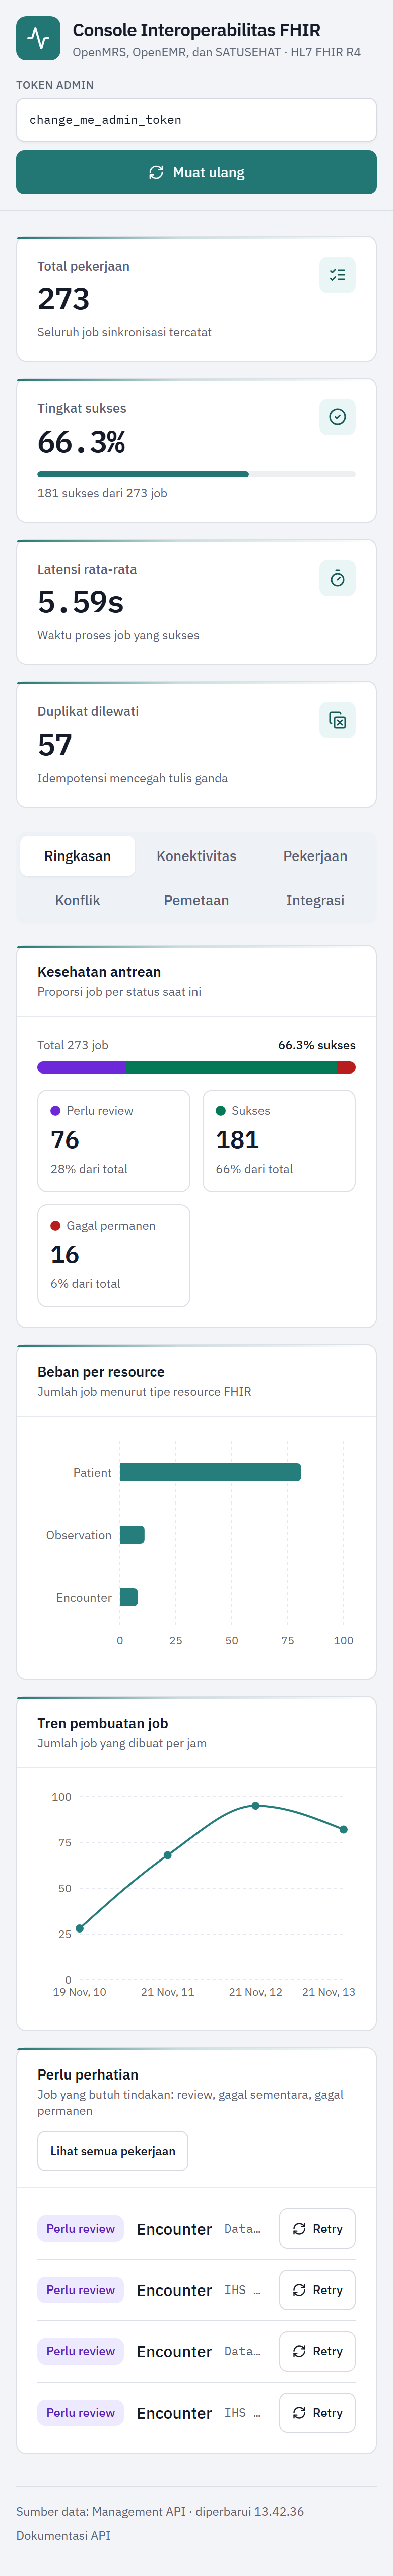 Console Interoperabilitas FHIR
OpenMRS, OpenEMR, dan SATUSEHAT · HL7 FHIR R4
TOKEN ADMIN
change_me_admin_token
Muat ulang
Total pekerjaan
273
Seluruh job sinkronisasi tercatat
Tingkat sukses
66.3%
181 sukses dari 273 job
Latensi rata-rata
5.59s
Waktu proses job yang sukses
Duplikat dilewati
57
Idempotensi mencegah tulis ganda
Ringkasan Konektivitas Pekerjaan
Konflik Pemetaan Integrasi
Kesehatan antrean
Proporsi job per status saat ini
Total 273 job 66.3% sukses
Perlu review
76
28% dari total
Sukses
181
66% dari total
Gagal permanen
16
6% dari total
Beban per resource
Jumlah job menurut tipe resource FHIR
Patient
Observation
Encounter
0 25 50 75 100
Tren pembuatan job
Jumlah job yang dibuat per jam
100
75
50
25
0
19 Nov, 10 21 Nov, 11 21 Nov, 12 21 Nov, 13
Perlu perhatian
Job yang butuh tindakan: review, gagal sementara, gagal
permanen
Lihat semua pekerjaan
Perlu review Encounter Data… Retry
Perlu review Encounter IHS … Retry
Perlu review Encounter Data… Retry
Perlu review Encounter IHS … Retry
Sumber data: Management API · diperbarui 13.42.36
Dokumentasi API